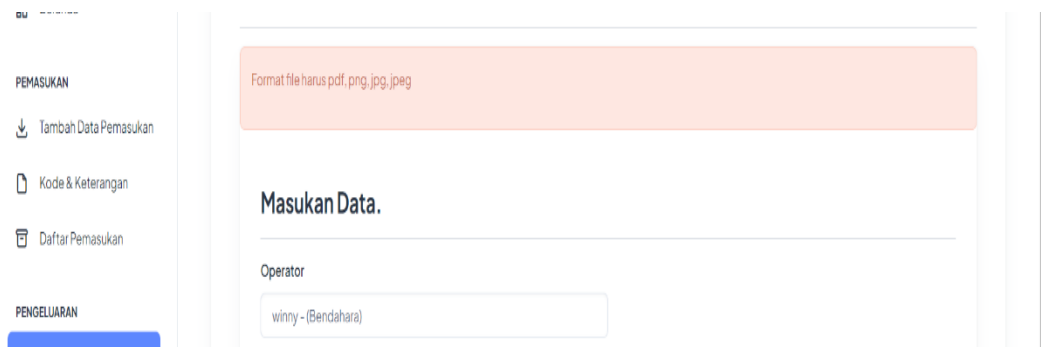 PEMASUKAN
Tambah Data Pemasukan
Kode & Keterangan
Daftar Pemasukan
PENGELUARAN
Format file harus pdf, png, jpg, jpeg
Masukan Data.
Operator
winny - (Bendahara)